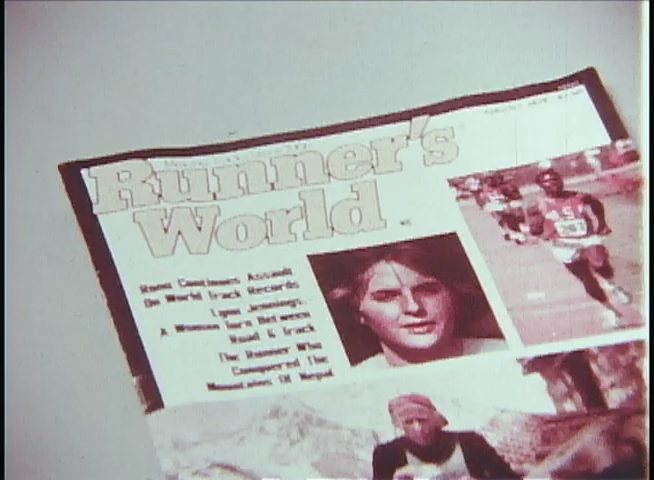 Runner's
World
Rono Continues Assault
On World Track Records
Lynn Jennings:
A Woman Torn Between
Road & Track
The Runner Who
Conquered The
Mountains Of Nepal